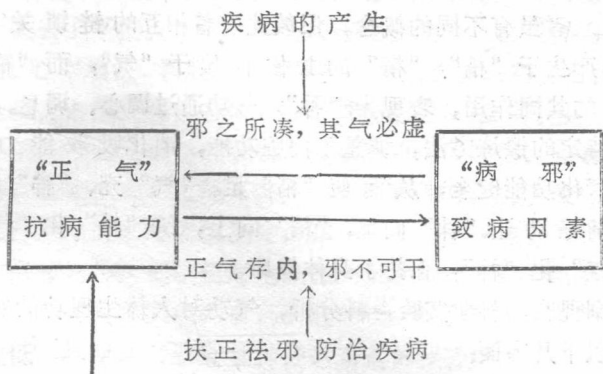 疾病的产生
邪之所凑，其气必虚
“正　气”
抗病能力
“病　邪”
致病因素
正气存内，邪不可干
扶正祛邪 防治疾病